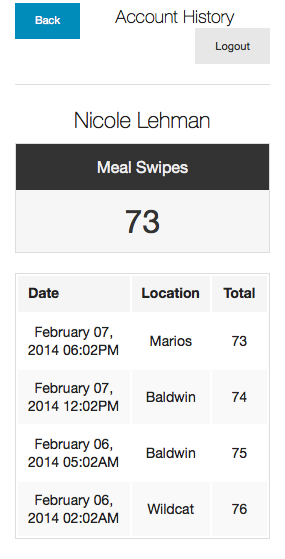 Back
Account History
Logout
Nicole Lehman
Meal Swipes
73
Date Location Total
February 07,
2014 06:02PM Marios 73
February 07,
2014 12:02PM Baldwin 74
February 06,
2014 05:02AM Baldwin 75
February 06,
2014 02:02AM Wildcat 76